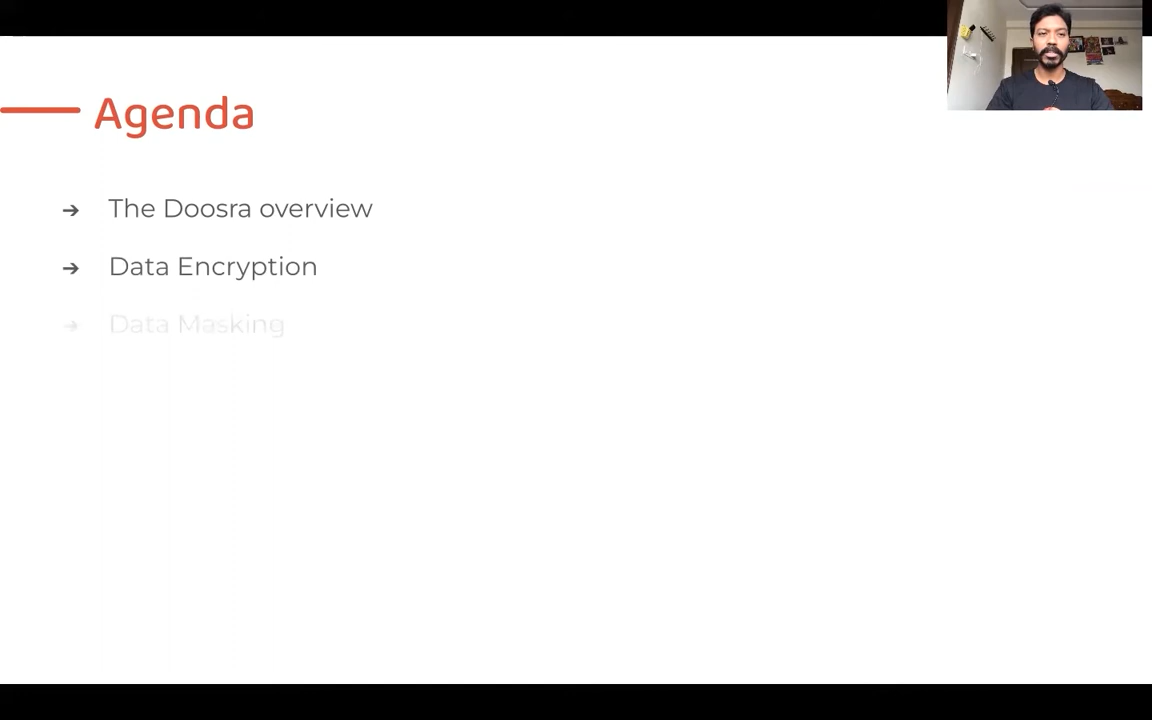 Agenda
➔ The Doosra overview
➔ Data Encryption
➔ Data Masking